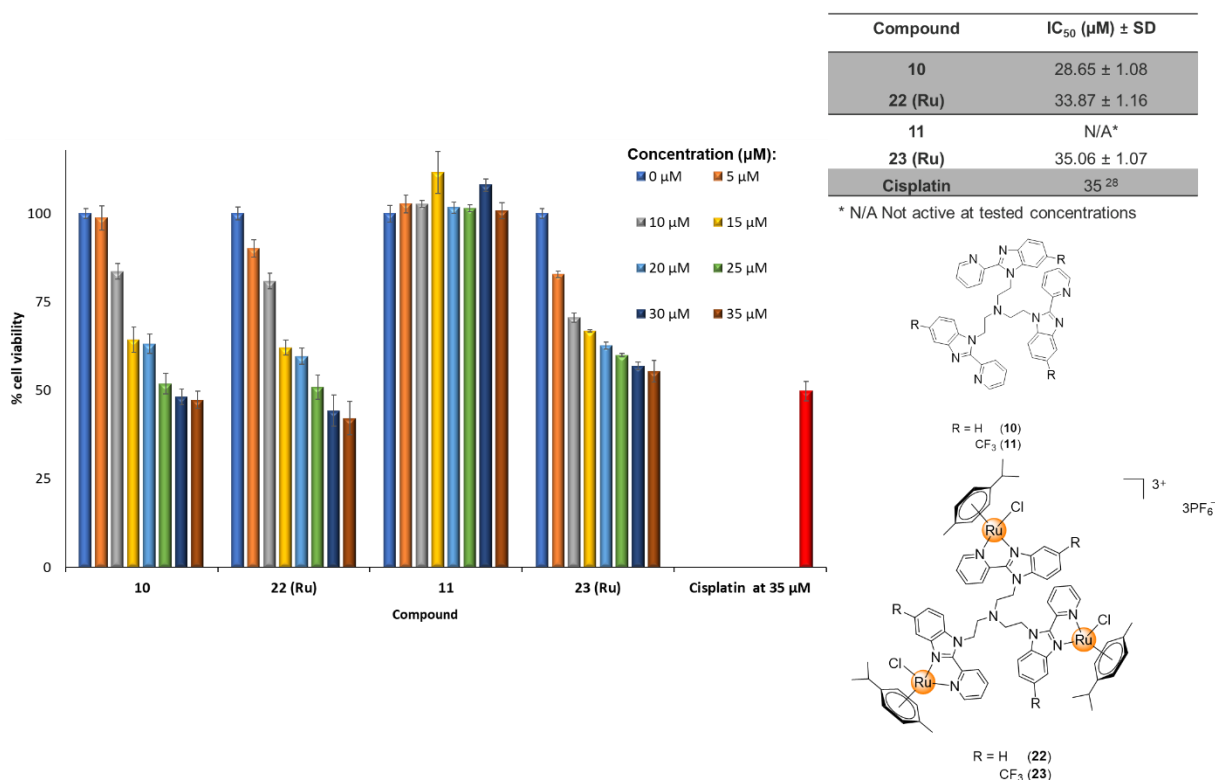 Compound IC50 (µM) ± SD
10 28.65 ± 1.08
22 (Ru) 33.87 ± 1.16
11 N/A*
23 (Ru) 35.06 ± 1.07
Cisplatin 35 28
* N/A Not active at tested concentrations
% cell viability
100
75
50
25
0
Concentration (µM):
0 µM 5 µM
10 µM 15 µM
20 µM 25 µM
30 µM 35 µM
10 22 (Ru) 11 23 (Ru) Cisplatin at 35 µM
Compound
N
N
R
N
N
N
N
N
R
N
N
N
R
R = H (10)
CF3 (11)
3+
3PF6−
Cl
Ru
N
N
R
N
N
R
N
Cl
N
N
N
Ru
Cl
Ru
N
R
R = H (22)
CF3 (23)